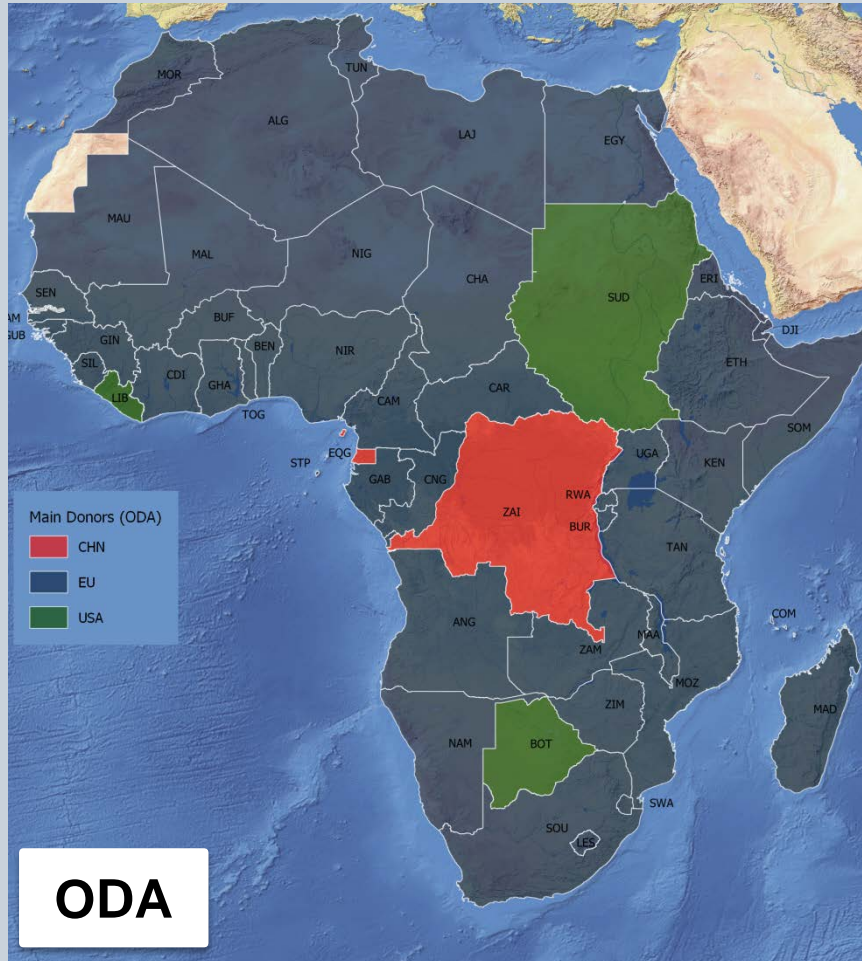 MOR
TUN
ALG
LAJ
EGY
MAU
MAL
NIG
CHA
SUD
ERI
SEN
AM
GUB
GIN
BUF
BEN
NIR
DJI
ETH
SIL
CDI
GHA
LIB
TOG
CAM
CAR
SOM
STP
EQG
GAB
CNG
UGA
KEN
RWA
ZAI
BUR
TAN
Main Donors (ODA)
CHN
EU
USA
ANG
ZAM
MAA
COM
MOZ
MAD
NAM
BOT
ZIM
SWA
SOU
LES
ODA